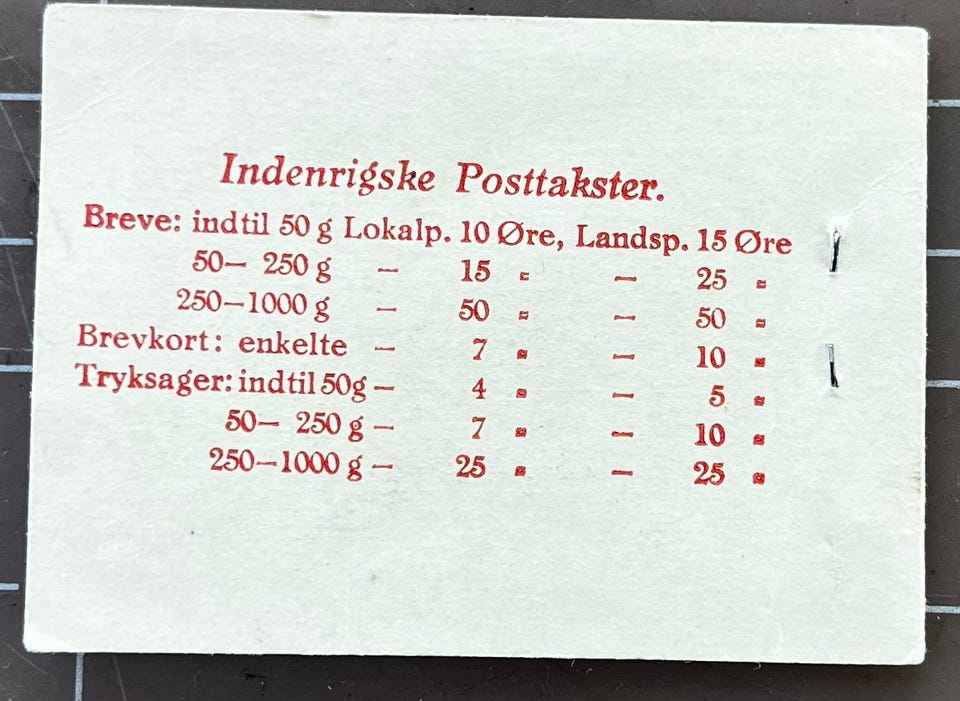 Indenrigske Posttakster.
Breve: indtil 50 g Lokalp. 10 Øre, Landsp. 15 Øre
50— 250 g — 15 „ — 25 „
250—1000 g — 50 „ — 50 „
Brevkort: enkelte — 7 „ — 10 „
Tryksager: indtil 50g — 4 „ — 5 „
50— 250 g — 7 „ — 10 „
250—1000 g — 25 „ — 25 „